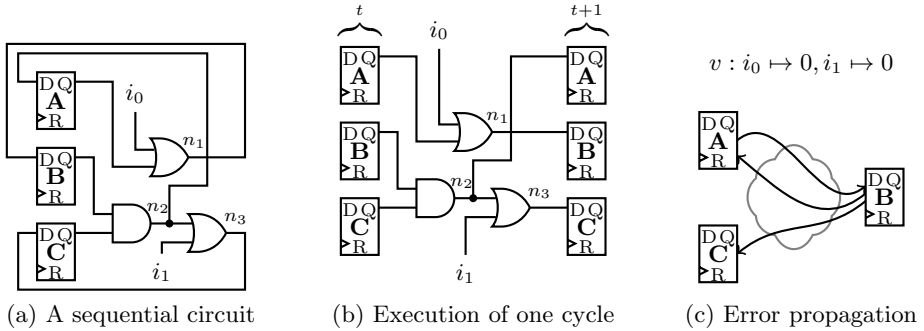 D Q
A
R
D Q
B
R
D Q
C
R
i0
n1
n2
n3
i1
(a) A sequential circuit
t
t+1
i0
D Q
A
R
D Q
B
R
D Q
C
R
n1
n2
n3
i1
D Q
A
R
D Q
B
R
D Q
C
R
(b) Execution of one cycle
v : i0 ↦ 0, i1 ↦ 0
D Q
A
R
D Q
B
R
D Q
C
R
(c) Error propagation